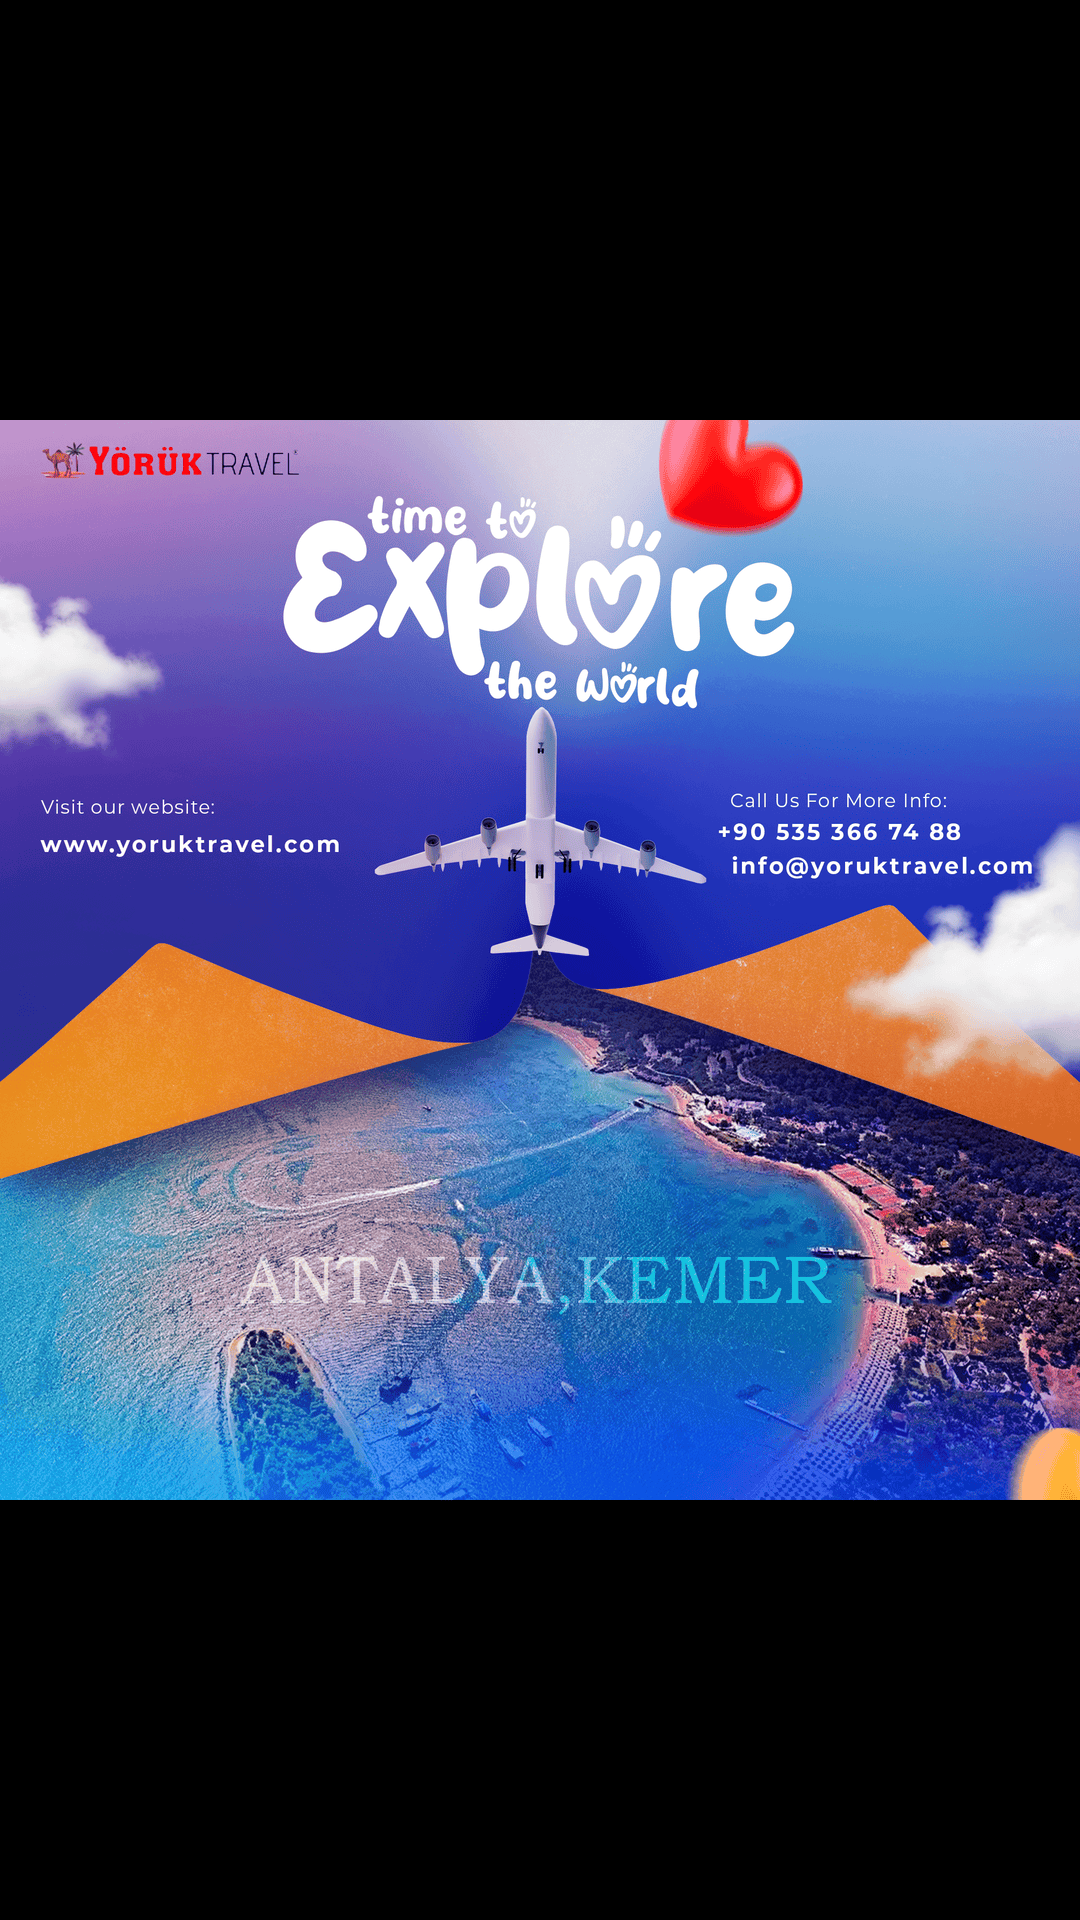 YÖRÜK TRAVEL
time to
Explore
the world
Visit our website:
www.yoruktravel.com
Call Us For More Info:
+90 535 366 74 88
info@yoruktravel.com
ANTALYA,KEMER